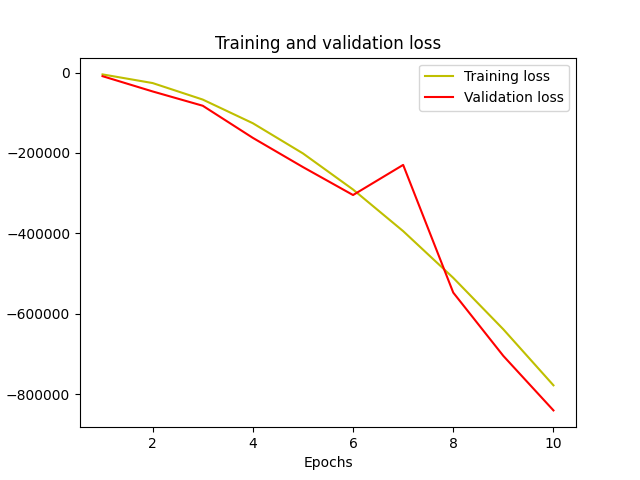 Training and validation loss
Training loss
Validation loss
0
−200000
−400000
−600000
−800000
2 4 6 8 10
Epochs